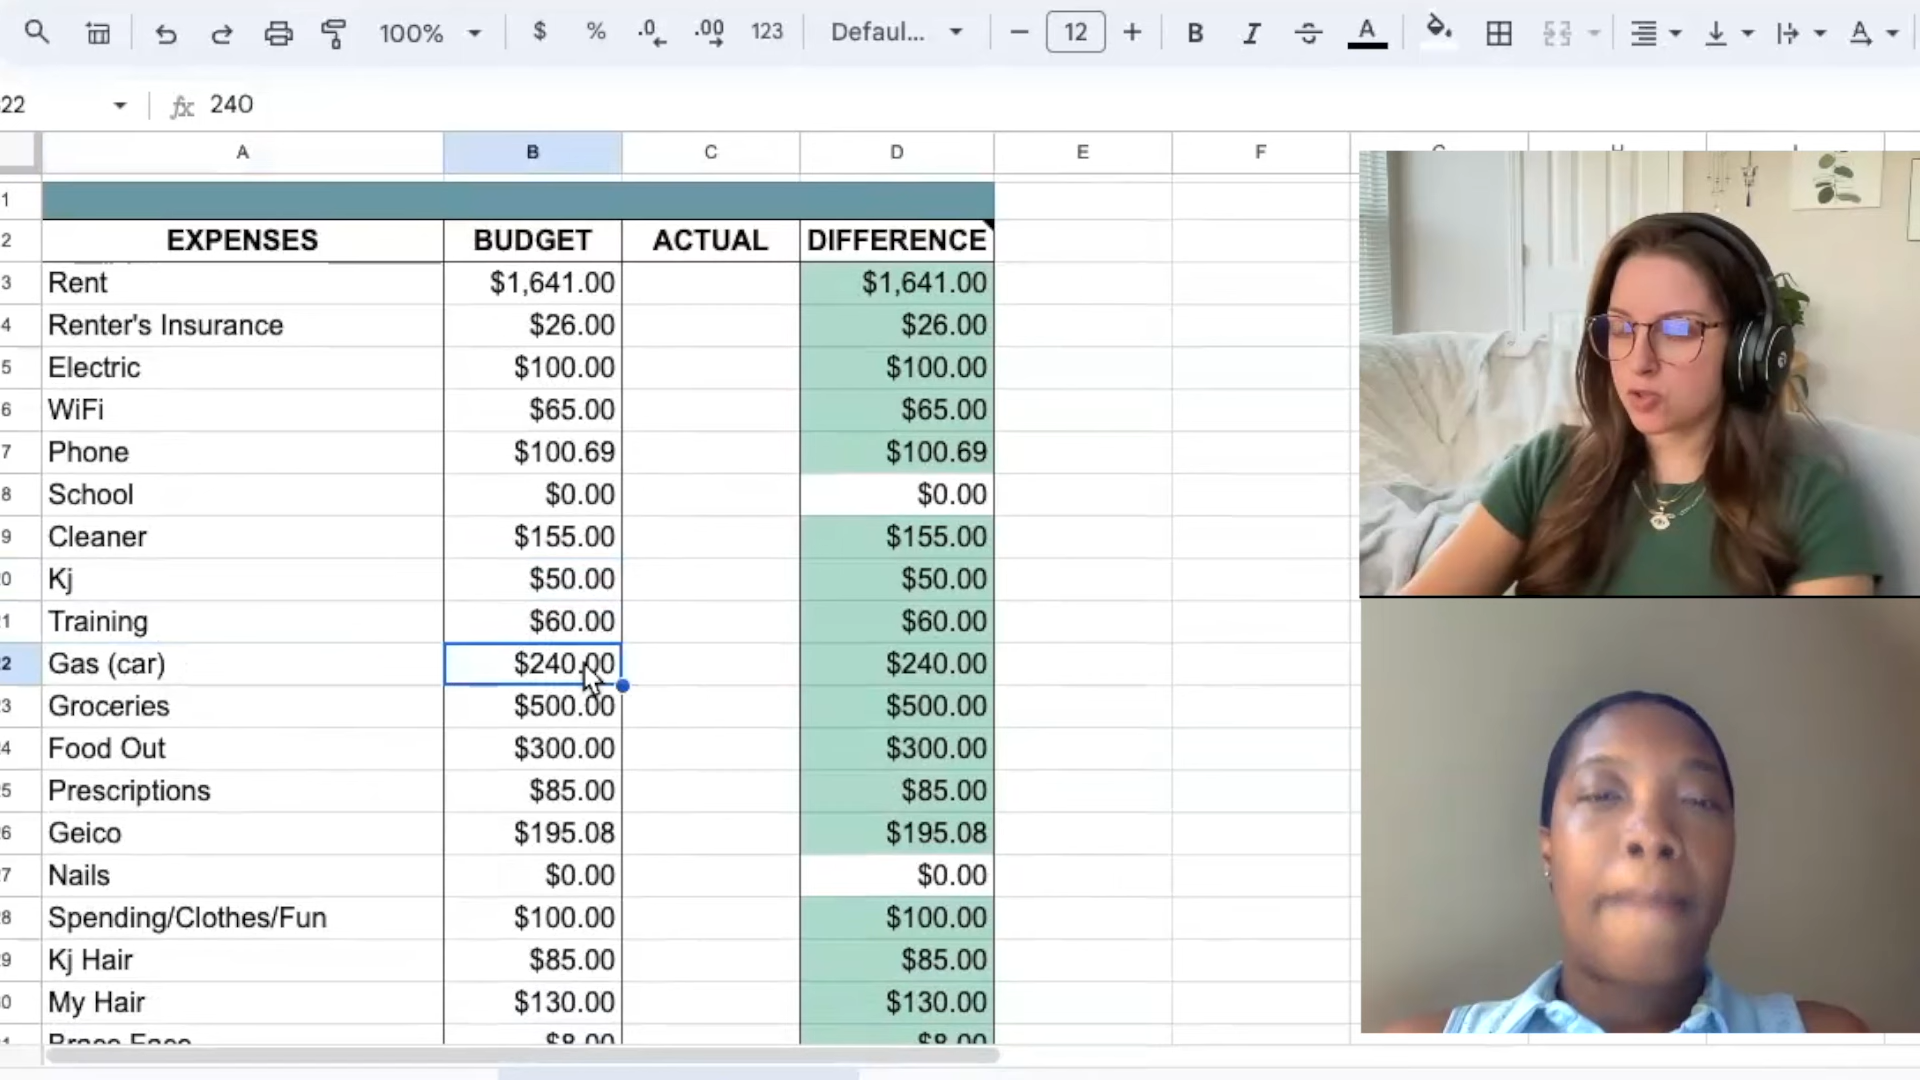 100% $ % .0 .00 123 Defaul... 12 B I S A A
22 fx 240
A B C D E F
1
2 EXPENSES BUDGET ACTUAL DIFFERENCE
3 Rent $1,641.00 $1,641.00
4 Renter's Insurance $26.00 $26.00
5 Electric $100.00 $100.00
6 WiFi $65.00 $65.00
7 Phone $100.69 $100.69
8 School $0.00 $0.00
9 Cleaner $155.00 $155.00
0 Kj $50.00 $50.00
1 Training $60.00 $60.00
2 Gas (car) $240.00 $240.00
3 Groceries $500.00 $500.00
4 Food Out $300.00 $300.00
5 Prescriptions $85.00 $85.00
6 Geico $195.08 $195.08
7 Nails $0.00 $0.00
8 Spending/Clothes/Fun $100.00 $100.00
9 Kj Hair $85.00 $85.00
0 My Hair $130.00 $130.00
$8.00 $8.00